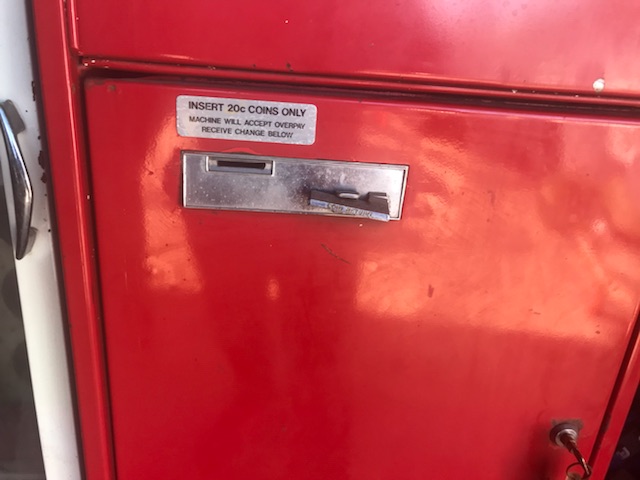 INSERT 20c COINS ONLY
MACHINE WILL ACCEPT OVERPAY
RECEIVE CHANGE BELOW